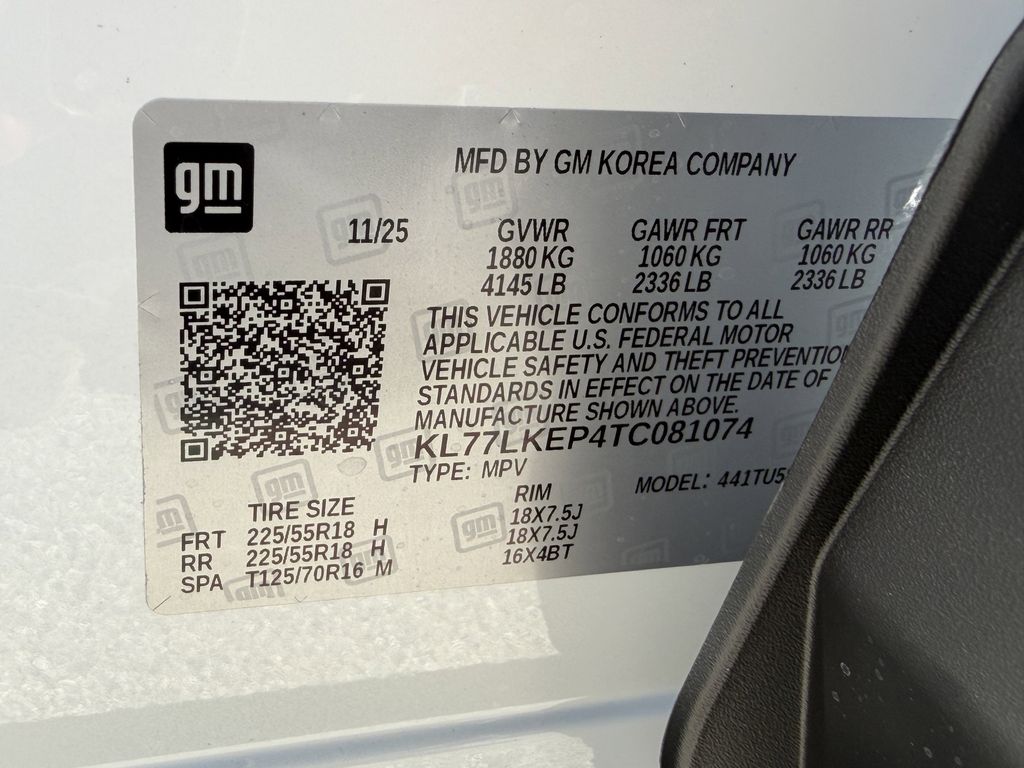 gm
MFD BY GM KOREA COMPANY
11/25
GVWR GAWR FRT GAWR RR
1880 KG 1060 KG 1060 KG
4145 LB 2336 LB 2336 LB
THIS VEHICLE CONFORMS TO ALL
APPLICABLE U.S. FEDERAL MOTOR
VEHICLE SAFETY AND THEFT PREVENTION
STANDARDS IN EFFECT ON THE DATE OF
MANUFACTURE SHOWN ABOVE.
KL77LKEP4TC081074
TYPE: MPV MODEL: 441TU5
TIRE SIZE RIM
FRT 225/55R18 H 18X7.5J
RR 225/55R18 H 18X7.5J
SPA T125/70R16 M 16X4BT